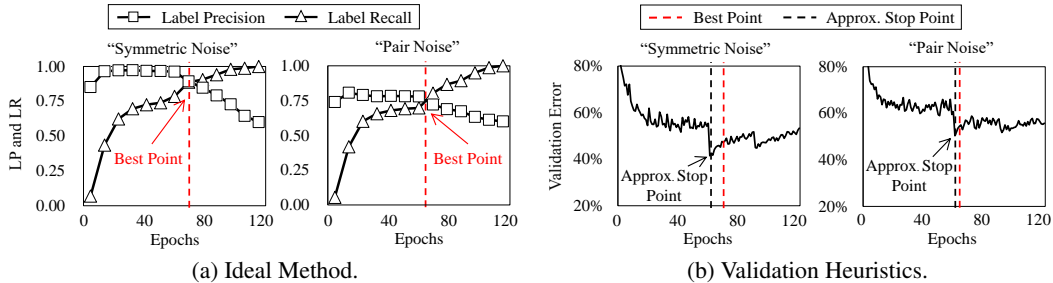 Label Precision Label Recall
Best Point Approx. Stop Point
“Symmetric Noise” “Pair Noise”
LP and LR
1.00
0.75
0.50
0.25
0.00
Best Point
0 40 80 120
Epochs
1.00
0.75
0.50
0.25
0.00
Best Point
0 40 80 120
Epochs
(a) Ideal Method.
“Symmetric Noise” “Pair Noise”
Validation Error
80%
60%
40%
20%
Approx. Stop
Point
0 40 80 120
Epochs
80%
60%
40%
20%
Approx. Stop
Point
0 40 80 120
Epochs
(b) Validation Heuristics.